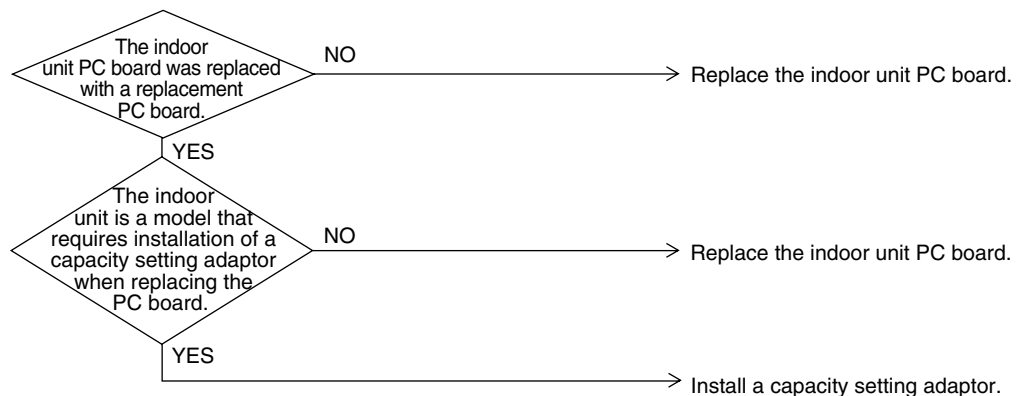 The indoor
unit PC board was replaced
with a replacement
PC board.
NO
Replace the indoor unit PC board.
YES
The indoor
unit is a model that
requires installation of a
capacity setting adaptor
when replacing the
PC board.
NO
Replace the indoor unit PC board.
YES
Install a capacity setting adaptor.